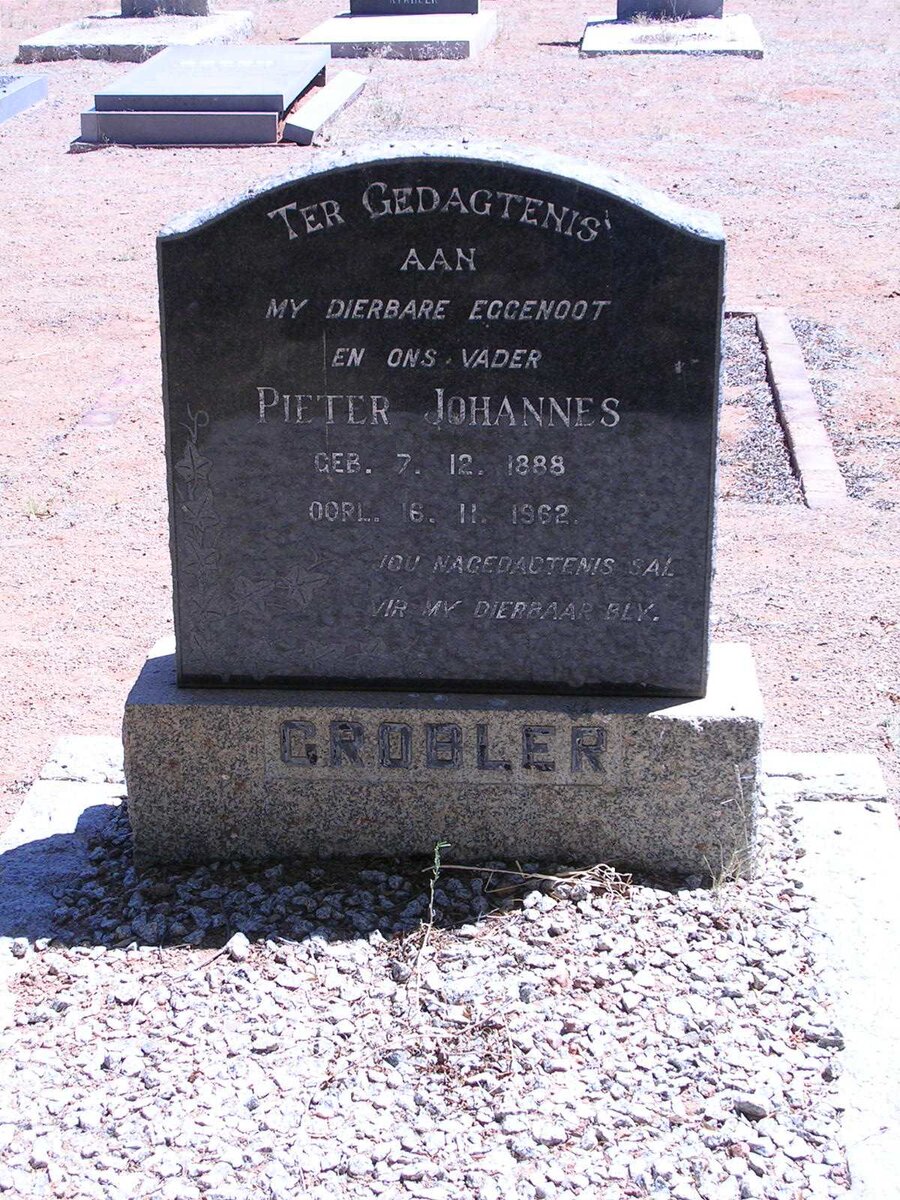 TER GEDAGTENIS
AAN
MY DIERBARE EGGENOOT
EN ONS VADER
PIETER JOHANNES
GEB. 7. 12. 1888
OORL. 16. 11. 1962.
JOU NAGEDAGTENIS SAL
VIR MY DIERBAAR BLY.
GROBLER